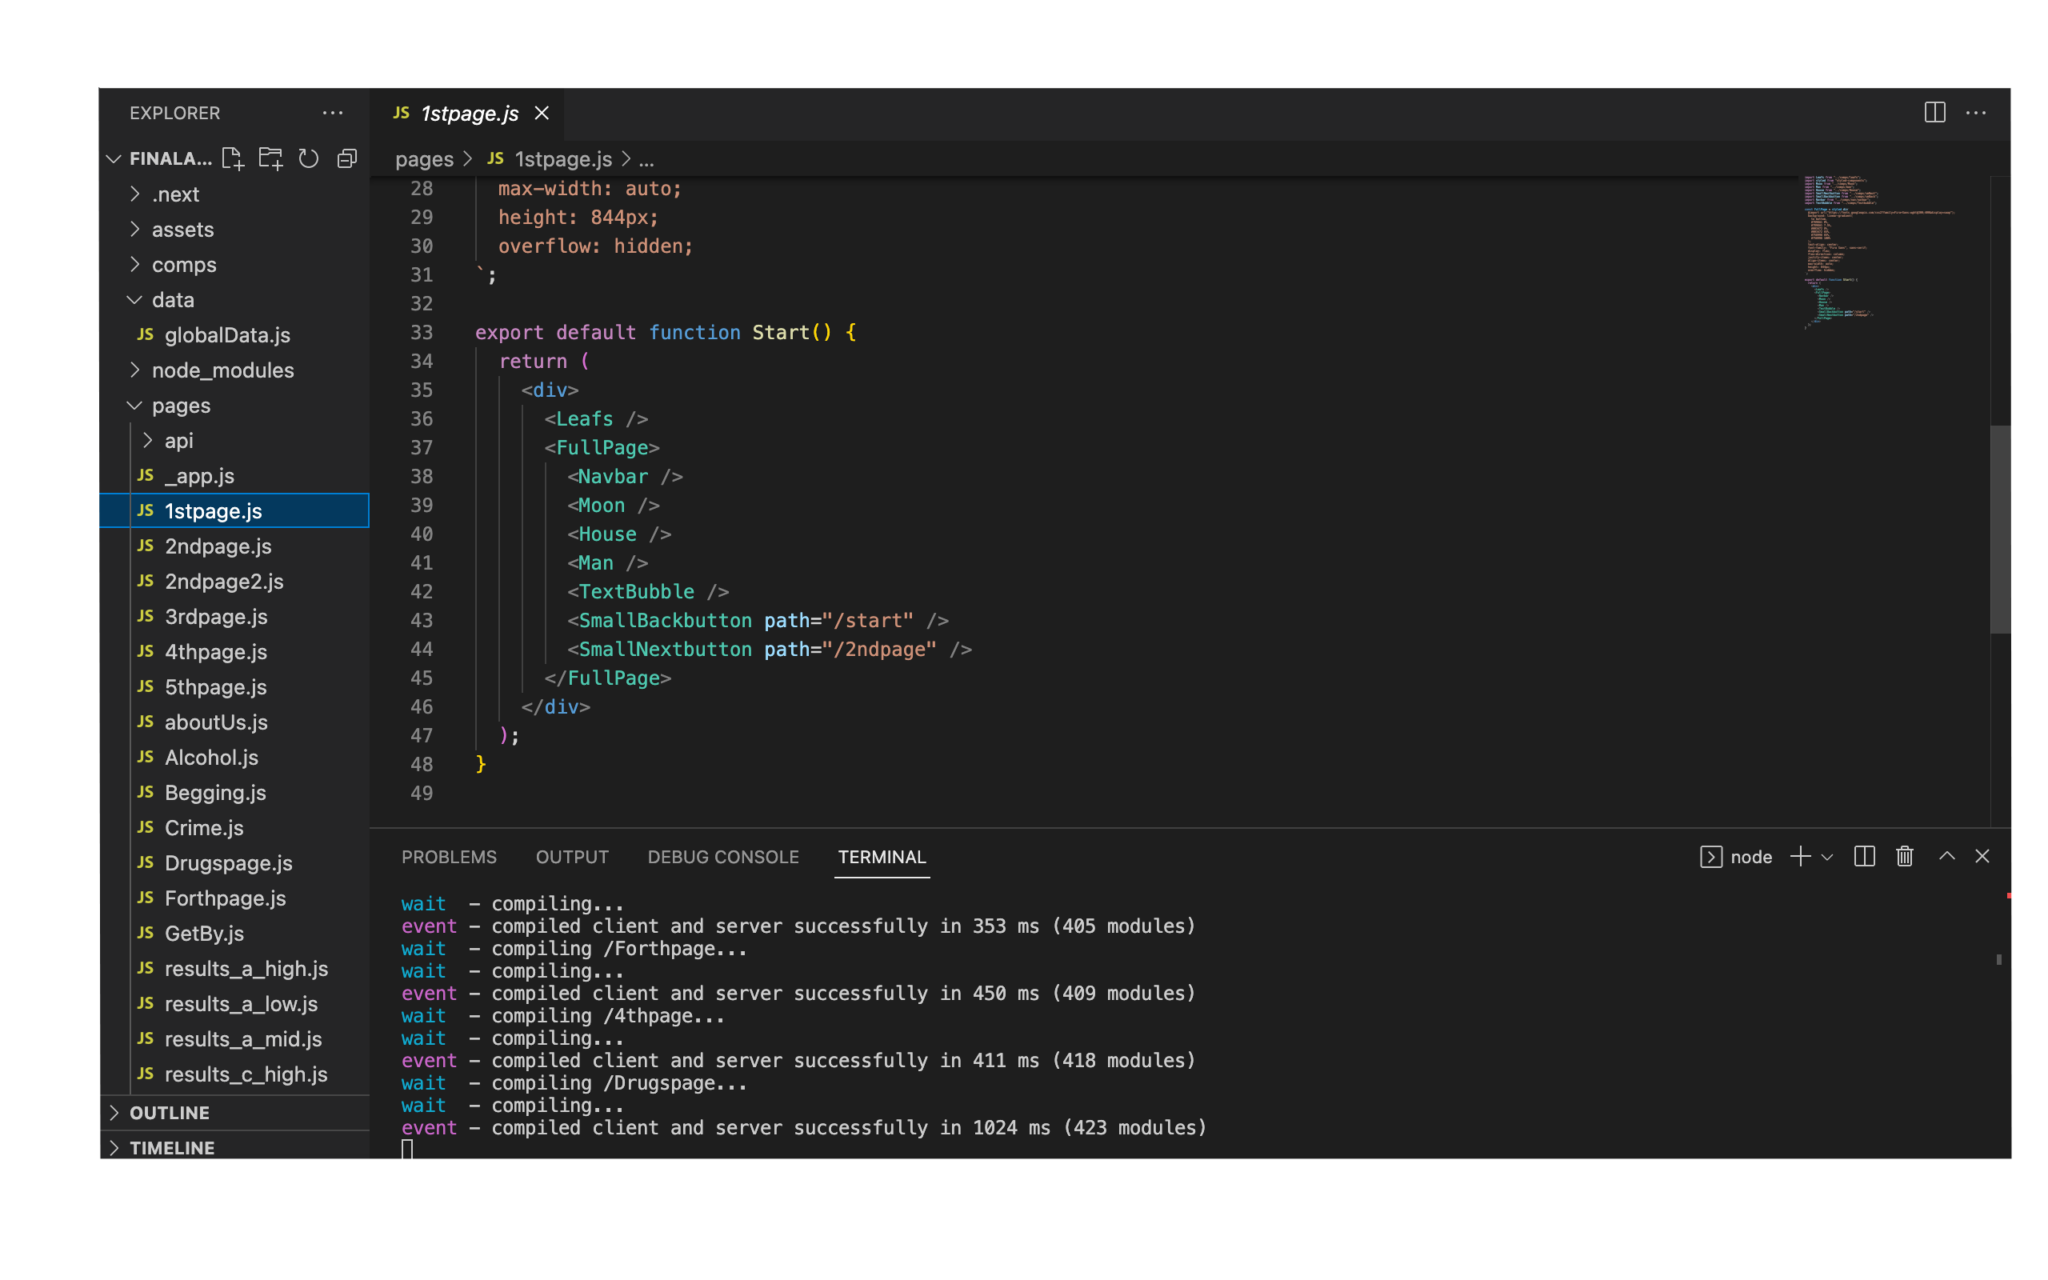 EXPLORER
FINALA...
.next
assets
comps
data
JS globalData.js
node_modules
pages
api
JS _app.js
JS 1stpage.js
JS 2ndpage.js
JS 2ndpage2.js
JS 3rdpage.js
JS 4thpage.js
JS 5thpage.js
JS aboutUs.js
JS Alcohol.js
JS Begging.js
JS Crime.js
JS Drugspage.js
JS Forthpage.js
JS GetBy.js
JS results_a_high.js
JS results_a_low.js
JS results_a_mid.js
JS results_c_high.js
OUTLINE
TIMELINE
JS 1stpage.js
pages > JS 1stpage.js > ...
28 max-width: auto;
29 height: 844px;
30 overflow: hidden;
31 `;
32
33 export default function Start() {
34 return (
35 <div>
36 <Leafs />
37 <FullPage>
38 <Navbar />
39 <Moon />
40 <House />
41 <Man />
42 <TextBubble />
43 <SmallBackbutton path="/start" />
44 <SmallNextbutton path="/2ndpage" />
45 </FullPage>
46 </div>
47 );
48 }
49
PROBLEMS OUTPUT DEBUG CONSOLE TERMINAL node
wait - compiling...
event - compiled client and server successfully in 353 ms (405 modules)
wait - compiling /Forthpage...
wait - compiling...
event - compiled client and server successfully in 450 ms (409 modules)
wait - compiling /4thpage...
wait - compiling...
event - compiled client and server successfully in 411 ms (418 modules)
wait - compiling /Drugspage...
wait - compiling...
event - compiled client and server successfully in 1024 ms (423 modules)